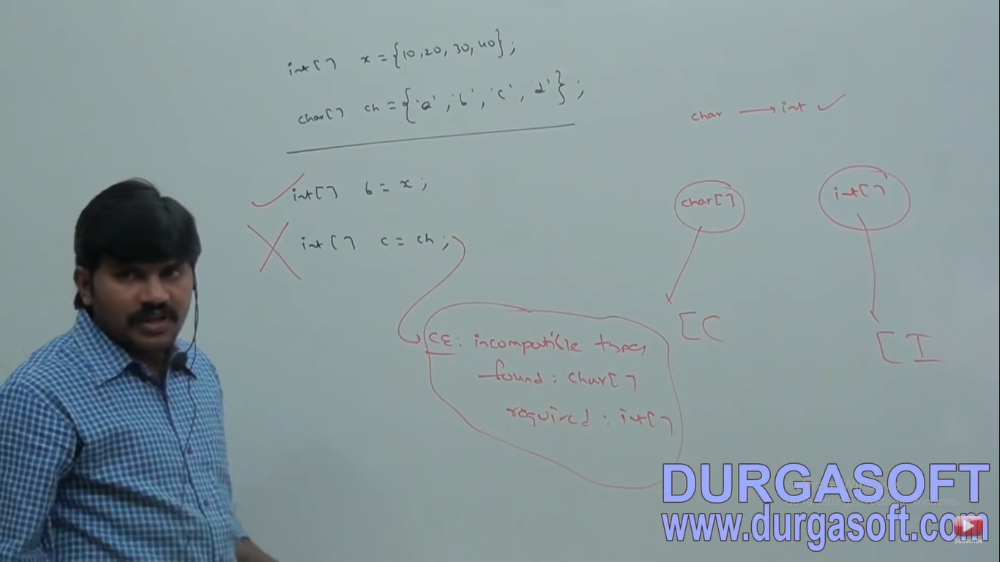 int[] x = {10,20,30,40};
char[] ch = {'a','b','c','d'};
int[] b = x;
int[] c = ch;
CE: incompatible types
found: char[]
required: int[]
char → int ✓
char[]
int[]
[C
[I
DURGASOFT
www.durgasoft.com
SUBSCRIBE